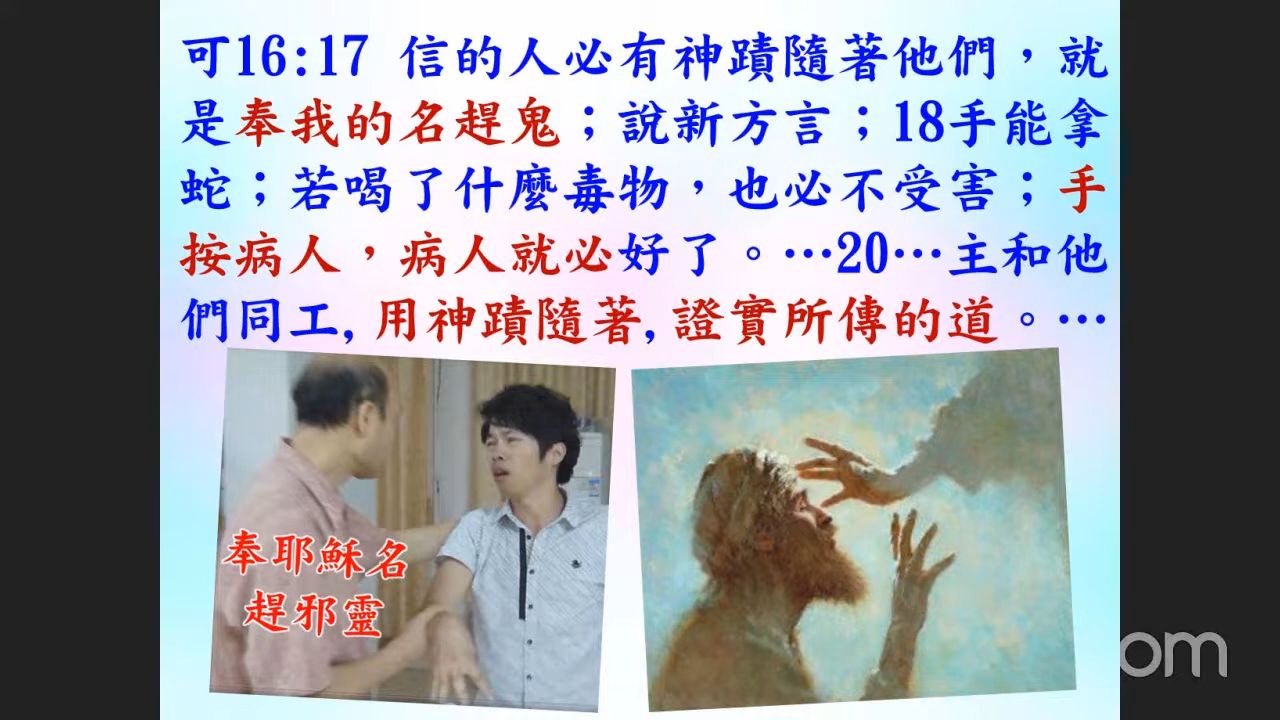 可16:17 信的人必有神蹟隨著他們，就
是奉我的名趕鬼；說新方言；18手能拿
蛇；若喝了什麼毒物，也必不受害；手
按病人，病人就必好了。…20…主和他
們同工,用神蹟隨著,證實所傳的道。…
奉耶穌名
趕邪靈
om